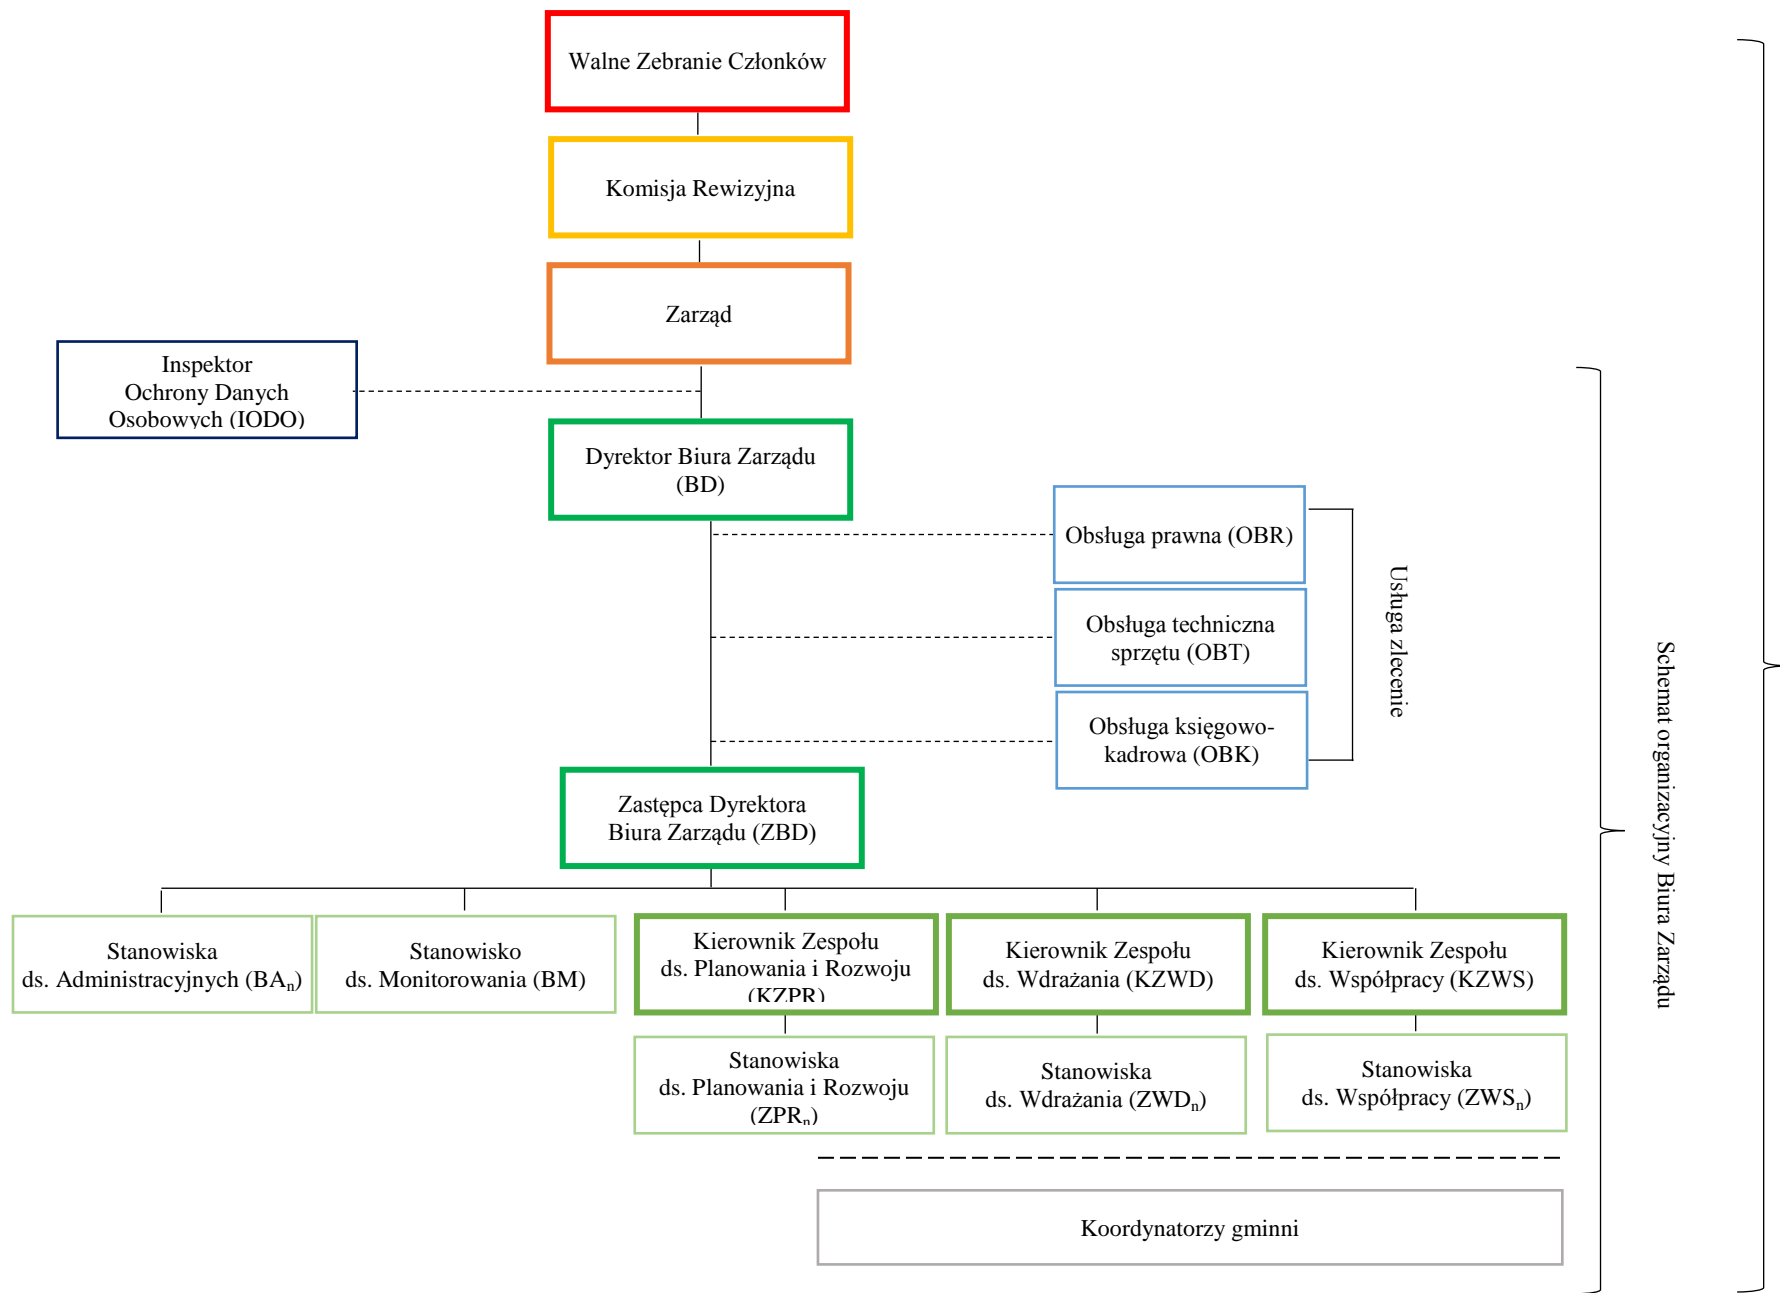 Walne Zebranie Członków
Komisja Rewizyjna
Zarząd
Inspektor
Ochrony Danych
Osobowych (IODO)
Dyrektor Biura Zarządu
(BD)
Obsługa prawna (OBR)
Obsługa techniczna
sprzętu (OBT)
Obsługa księgowo-
kadrowa (OBK)
Usługa zlecenie
Zastępca Dyrektora
Biura Zarządu (ZBD)
Stanowiska
ds. Administracyjnych (BAn)
Stanowisko
ds. Monitorowania (BM)
Kierownik Zespołu
ds. Planowania i Rozwoju
(KZPR)
Kierownik Zespołu
ds. Wdrażania (KZWD)
Kierownik Zespołu
ds. Współpracy (KZWS)
Stanowiska
ds. Planowania i Rozwoju
(ZPRn)
Stanowiska
ds. Wdrażania (ZWDn)
Stanowiska
ds. Współpracy (ZWSn)
Koordynatorzy gminni
Schemat organizacyjny Biura Zarządu